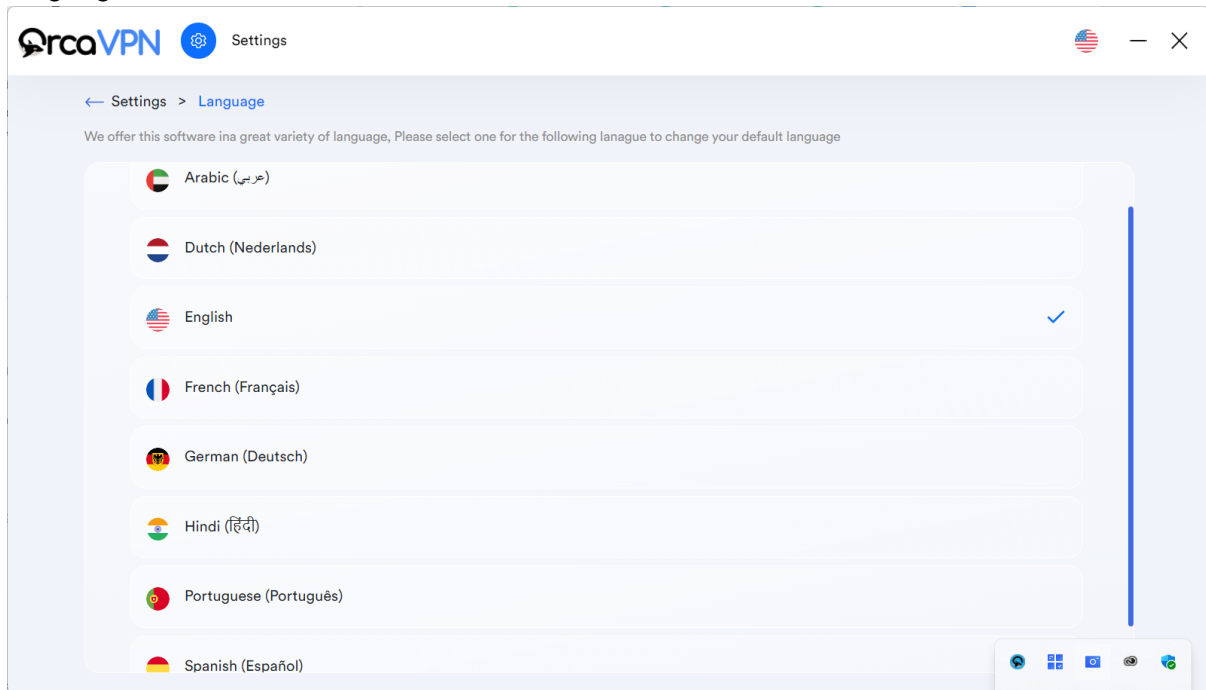 OrcaVPN Settings
Settings > Language
We offer this software ina great variety of language, Please select one for the following lanague to change your default language
Arabic (عربي)
Dutch (Nederlands)
English
French (Français)
German (Deutsch)
Hindi (हिंदी)
Portuguese (Português)
Spanish (Español)